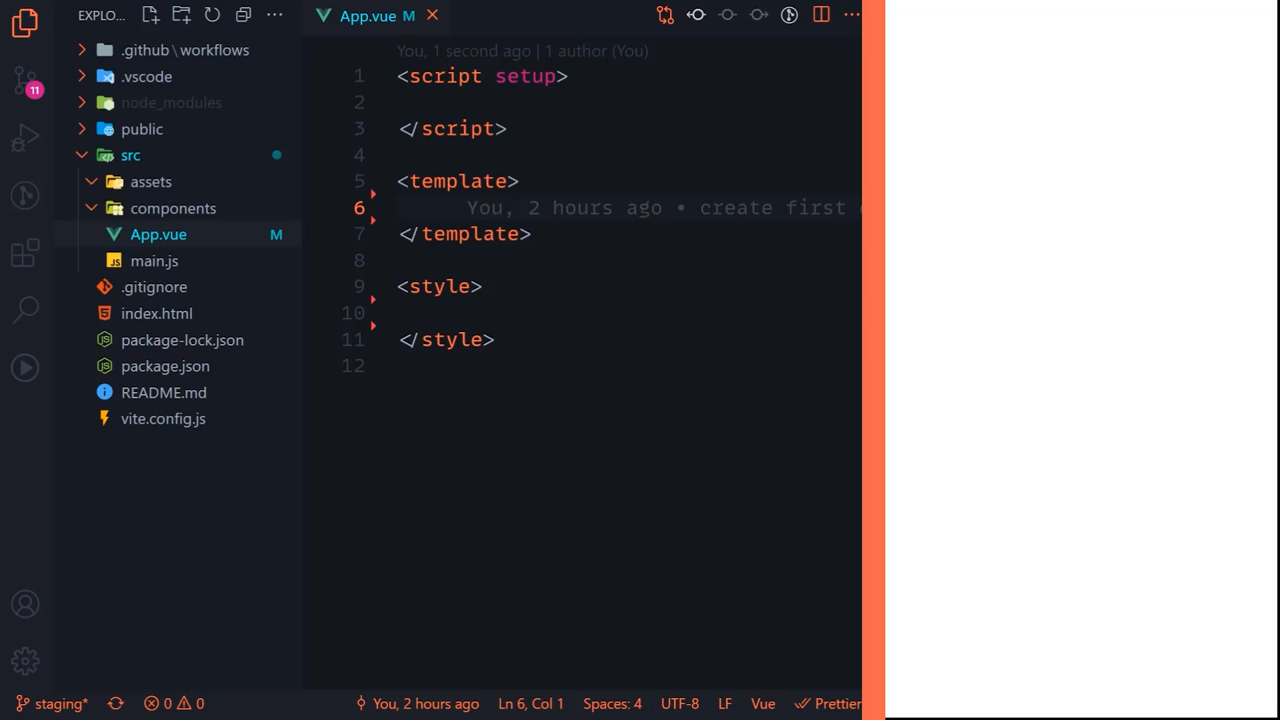 EXPLO...
App.vue M
.github\workflows
.vscode
node_modules
public
src
assets
components
App.vue M
main.js
.gitignore
index.html
package-lock.json
package.json
README.md
vite.config.js
11
You, 1 second ago | 1 author (You)
1 <script setup>
2
3 </script>
4
5 <template>
6 You, 2 hours ago • create first
7 </template>
8
9 <style>
10
11 </style>
12
staging* 0 0 You, 2 hours ago Ln 6, Col 1 Spaces: 4 UTF-8 LF Vue Prettier